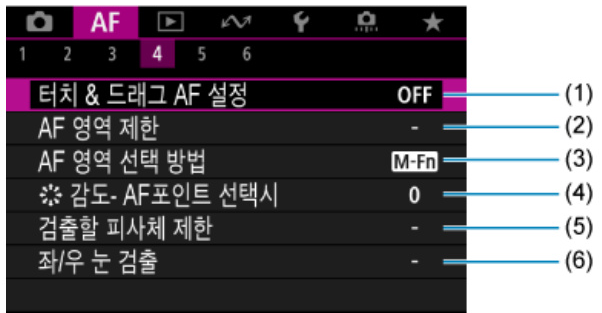 AF
1 2 3 4 5 6
터치 & 드래그 AF 설정 OFF (1)
AF 영역 제한 - (2)
AF 영역 선택 방법 M-Fn (3)
감도- AF포인트 선택시 0 (4)
검출할 피사체 제한 - (5)
좌/우 눈 검출 - (6)